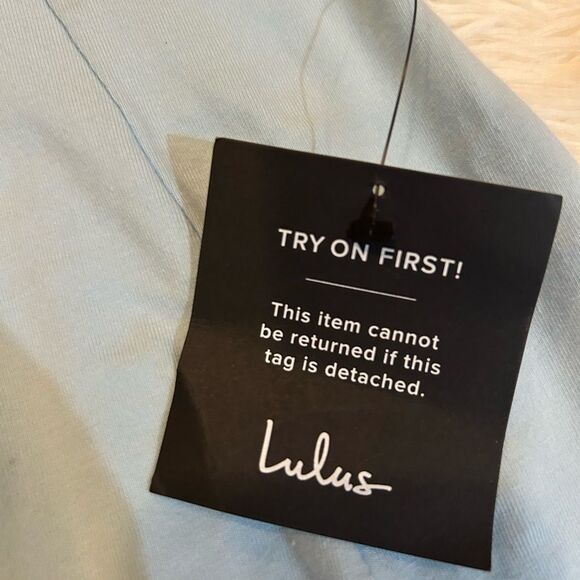 TRY ON FIRST!
This item cannot
be returned if this
tag is detached.
Lulus